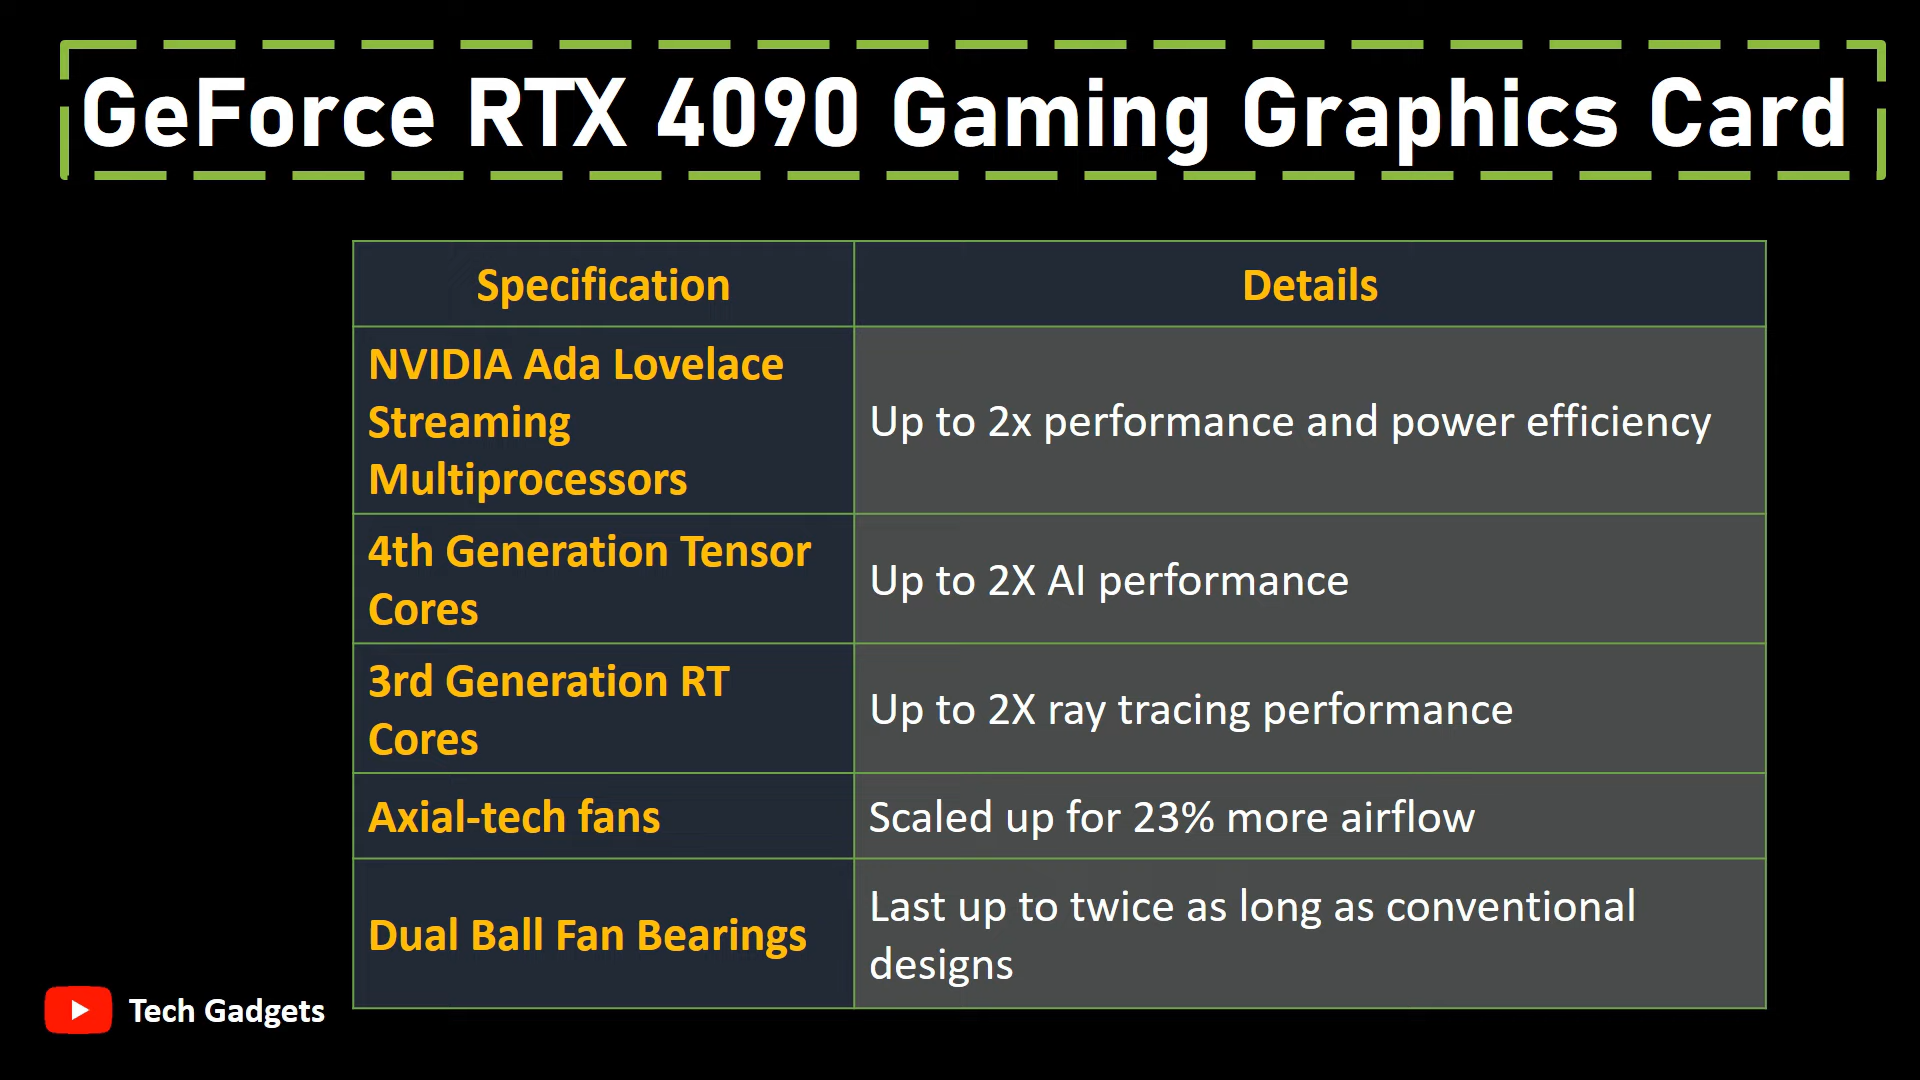 GeForce RTX 4090 Gaming Graphics Card
Specification
Details
NVIDIA Ada Lovelace
Streaming
Multiprocessors
Up to 2x performance and power efficiency
4th Generation Tensor
Cores
Up to 2X AI performance
3rd Generation RT
Cores
Up to 2X ray tracing performance
Axial-tech fans
Scaled up for 23% more airflow
Dual Ball Fan Bearings
Last up to twice as long as conventional
designs
Tech Gadgets